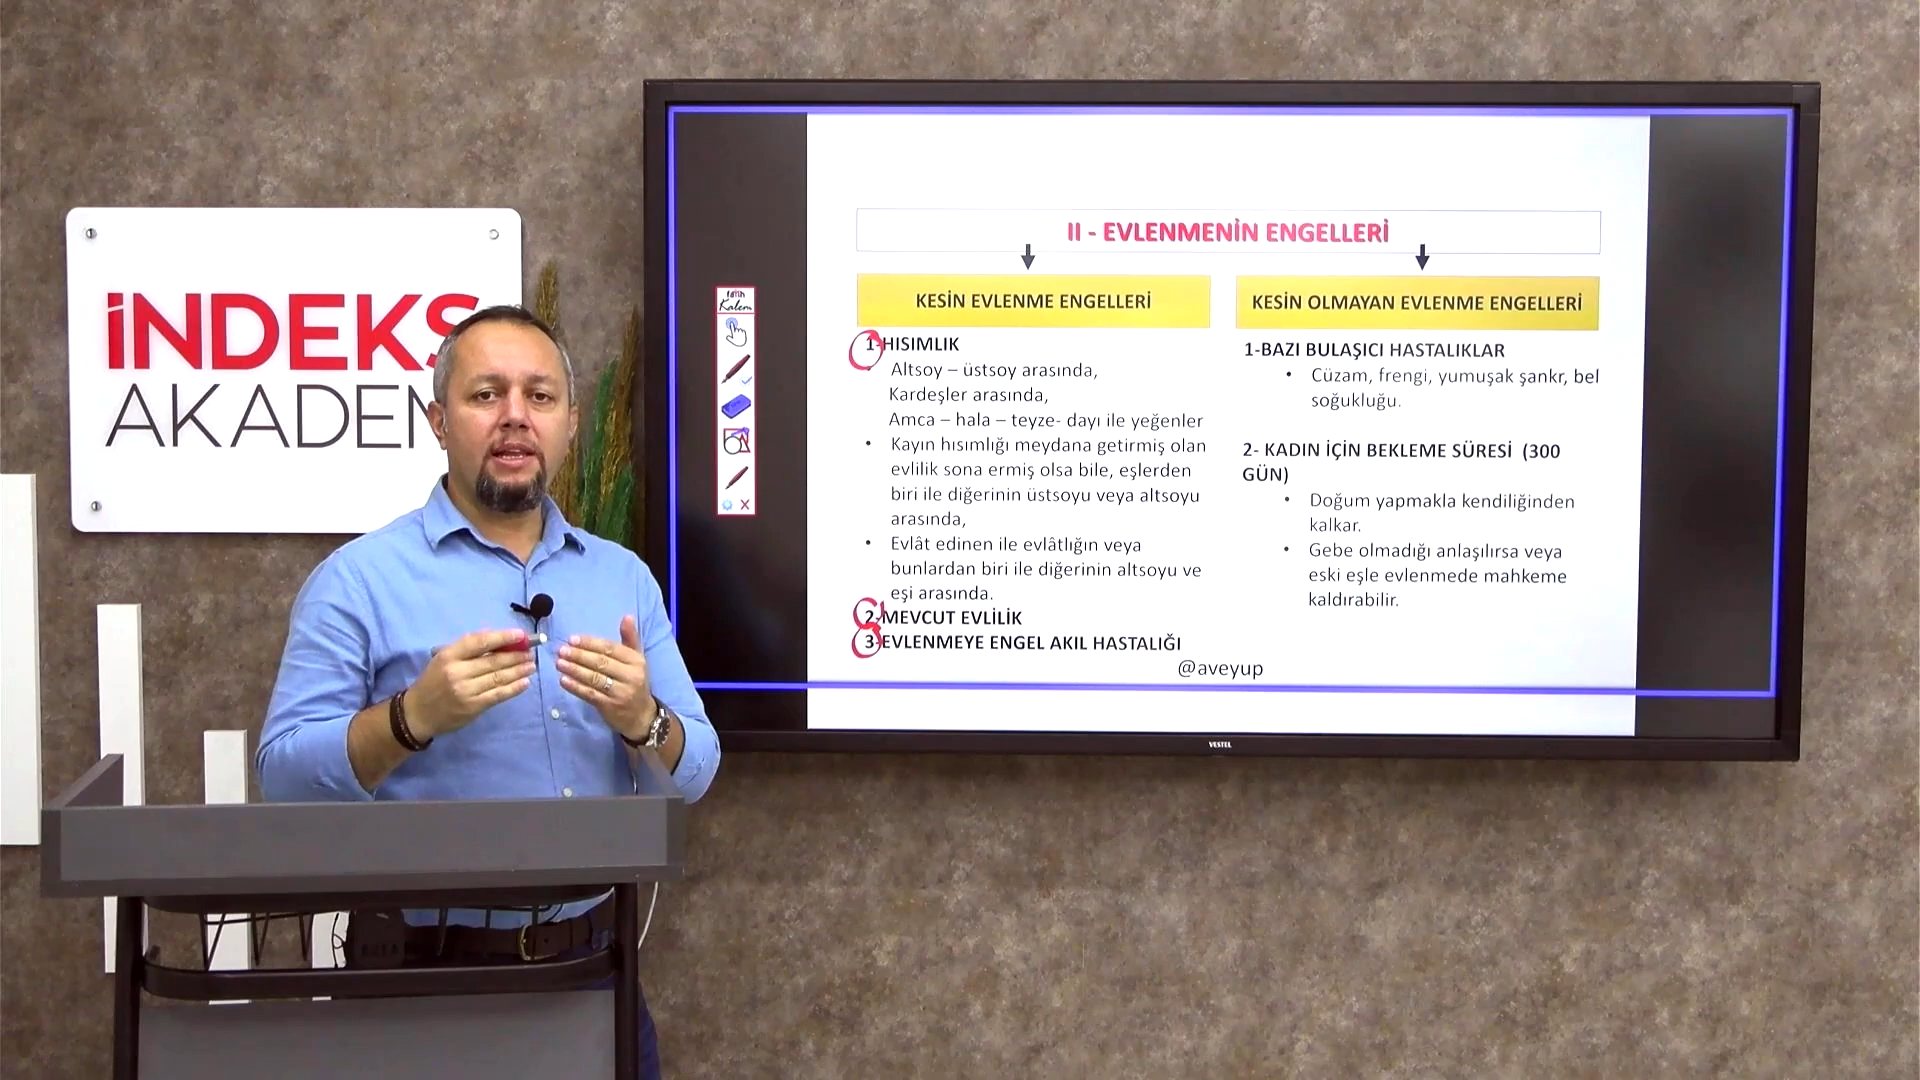 İNDEKS
AKADEM
II - EVLENMENİN ENGELLERİ
KESİN EVLENME ENGELLERİ
1-HISIMLIK
Altsoy – üstsoy arasında,
Kardeşler arasında,
Amca – hala – teyze- dayı ile yeğenler
• Kayın hısımlığı meydana getirmiş olan
evlilik sona ermiş olsa bile, eşlerden
biri ile diğerinin üstsoyu veya altsoyu
arasında,
• Evlât edinen ile evlâtlığın veya
bunlardan biri ile diğerinin altsoyu ve
eşi arasında.
2-MEVCUT EVLİLİK
3-EVLENMEYE ENGEL AKIL HASTALIĞI
KESİN OLMAYAN EVLENME ENGELLERİ
1-BAZI BULAŞICI HASTALIKLAR
• Cüzam, frengi, yumuşak şankr, bel
soğukluğu.
2- KADIN İÇİN BEKLEME SÜRESİ (300
GÜN)
• Doğum yapmakla kendiliğinden
kalkar.
• Gebe olmadığı anlaşılırsa veya
eski eşle evlenmede mahkeme
kaldırabilir.
@aveyup
Kalem
VESTEL